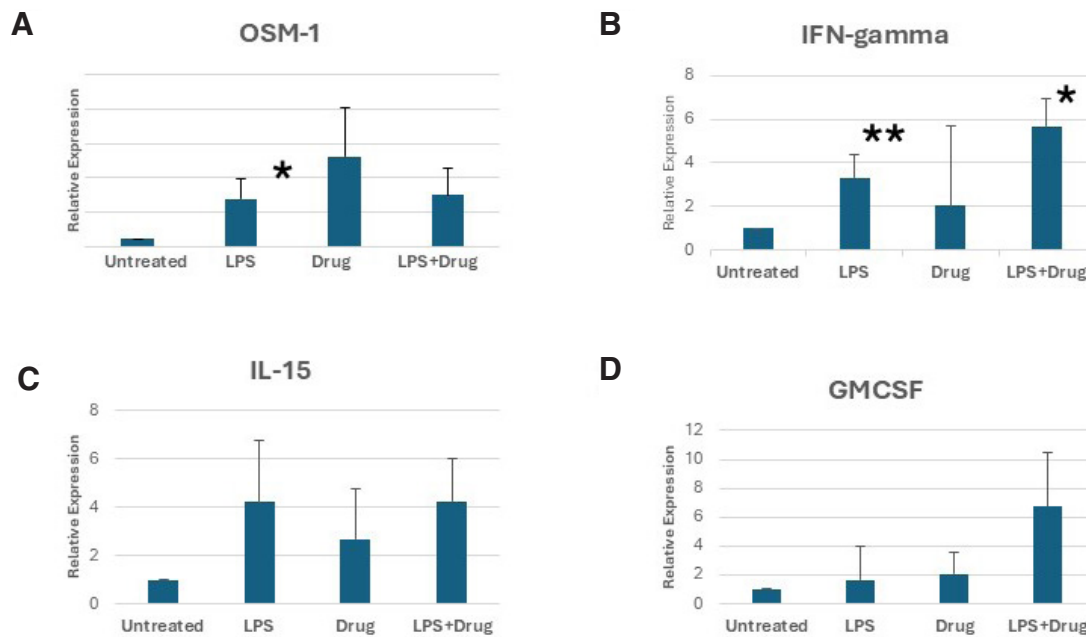 A
OSM-1
Relative Expression
*
Untreated LPS Drug LPS+Drug
B
IFN-gamma
Relative Expression
8
6
4
2
0
**
*
Untreated LPS Drug LPS+Drug
C
IL-15
Relative Expression
8
6
4
2
0
Untreated LPS Drug LPS+Drug
D
GMCSF
Relative Expression
12
10
8
6
4
2
0
Untreated LPS Drug LPS+Drug